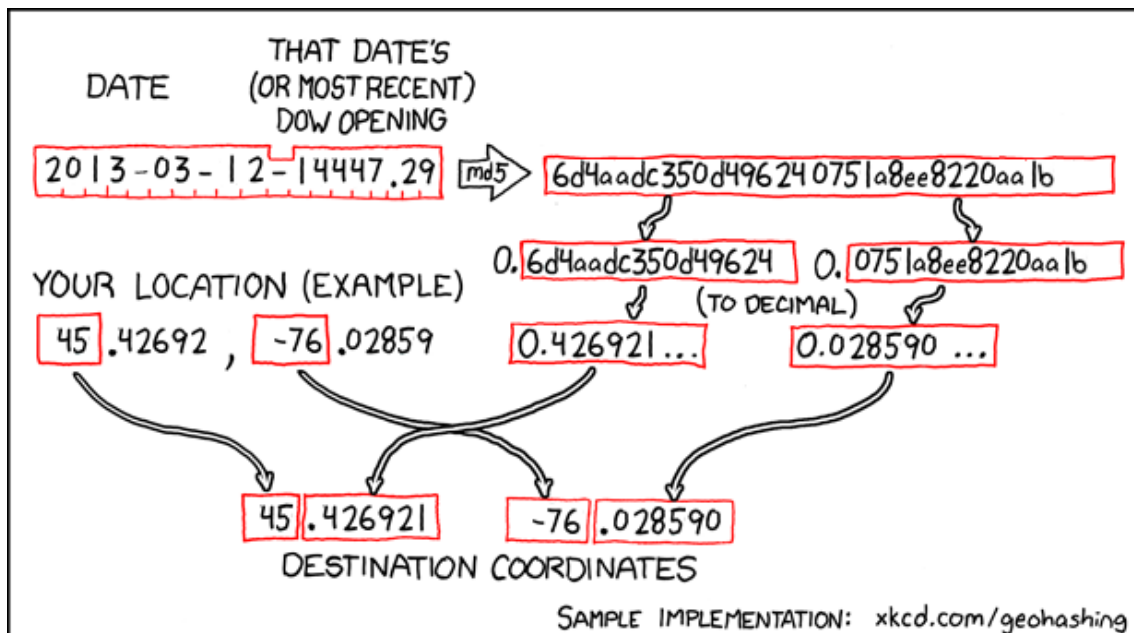 DATE
THAT DATE'S
(OR MOST RECENT)
DOW OPENING
2013-03-12-14447.29
md5
6d4aadc350d496240751a8ee8220aa1b
0.6d4aadc350d49624
0.0751a8ee8220aa1b
(TO DECIMAL)
YOUR LOCATION (EXAMPLE)
45.42692, -76.02859
0.426921...
0.028590...
45.426921
-76.028590
DESTINATION COORDINATES
SAMPLE IMPLEMENTATION: xkcd.com/geohashing